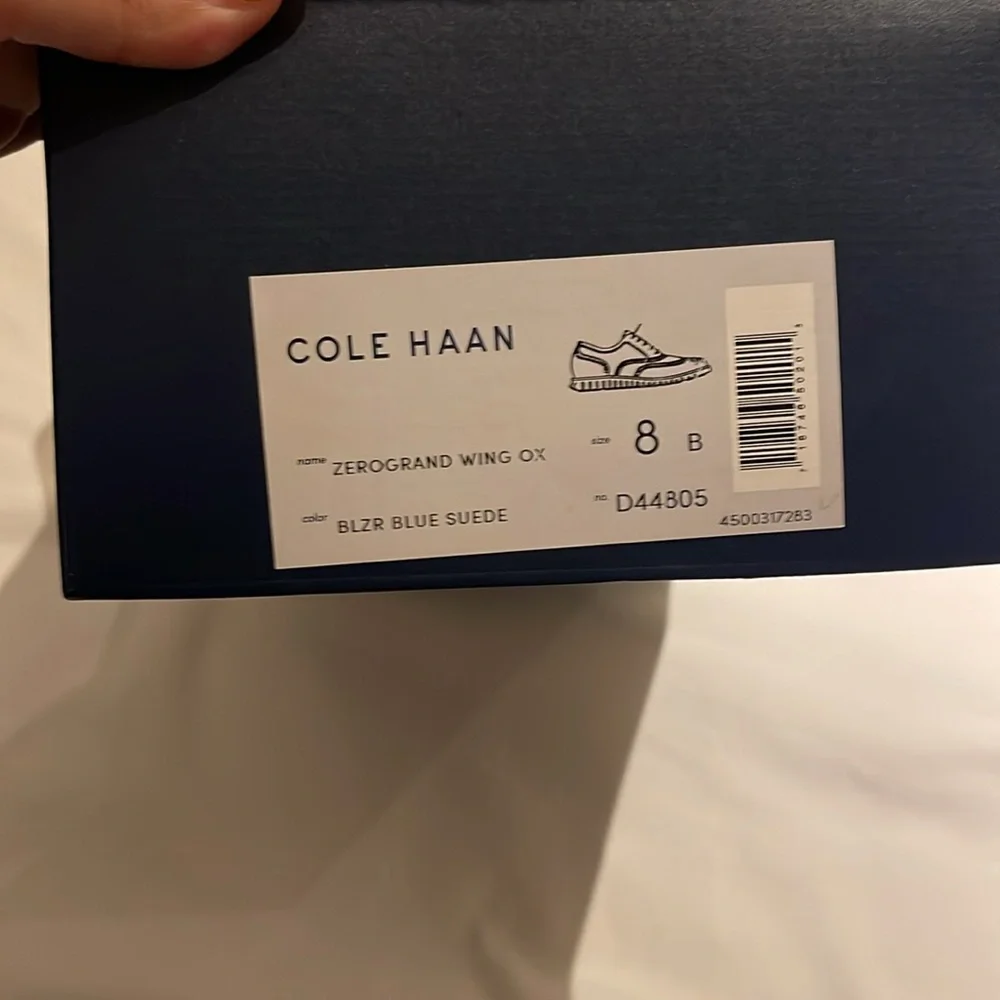 COLE HAAN
name ZEROGRAND WING OX
size 8 B
color BLZR BLUE SUEDE
no. D44805
4500317283